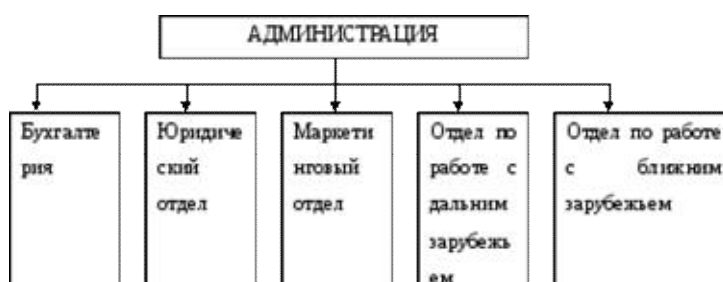 АДМИНИСТРАЦИЯ
Бухгалте
рия
Юридиче
ский
отдел
Маркети
нговый
отдел
Отдел по
работе с
дальним
зарубежь
ем
Отдел по работе
с ближним
зарубежьем